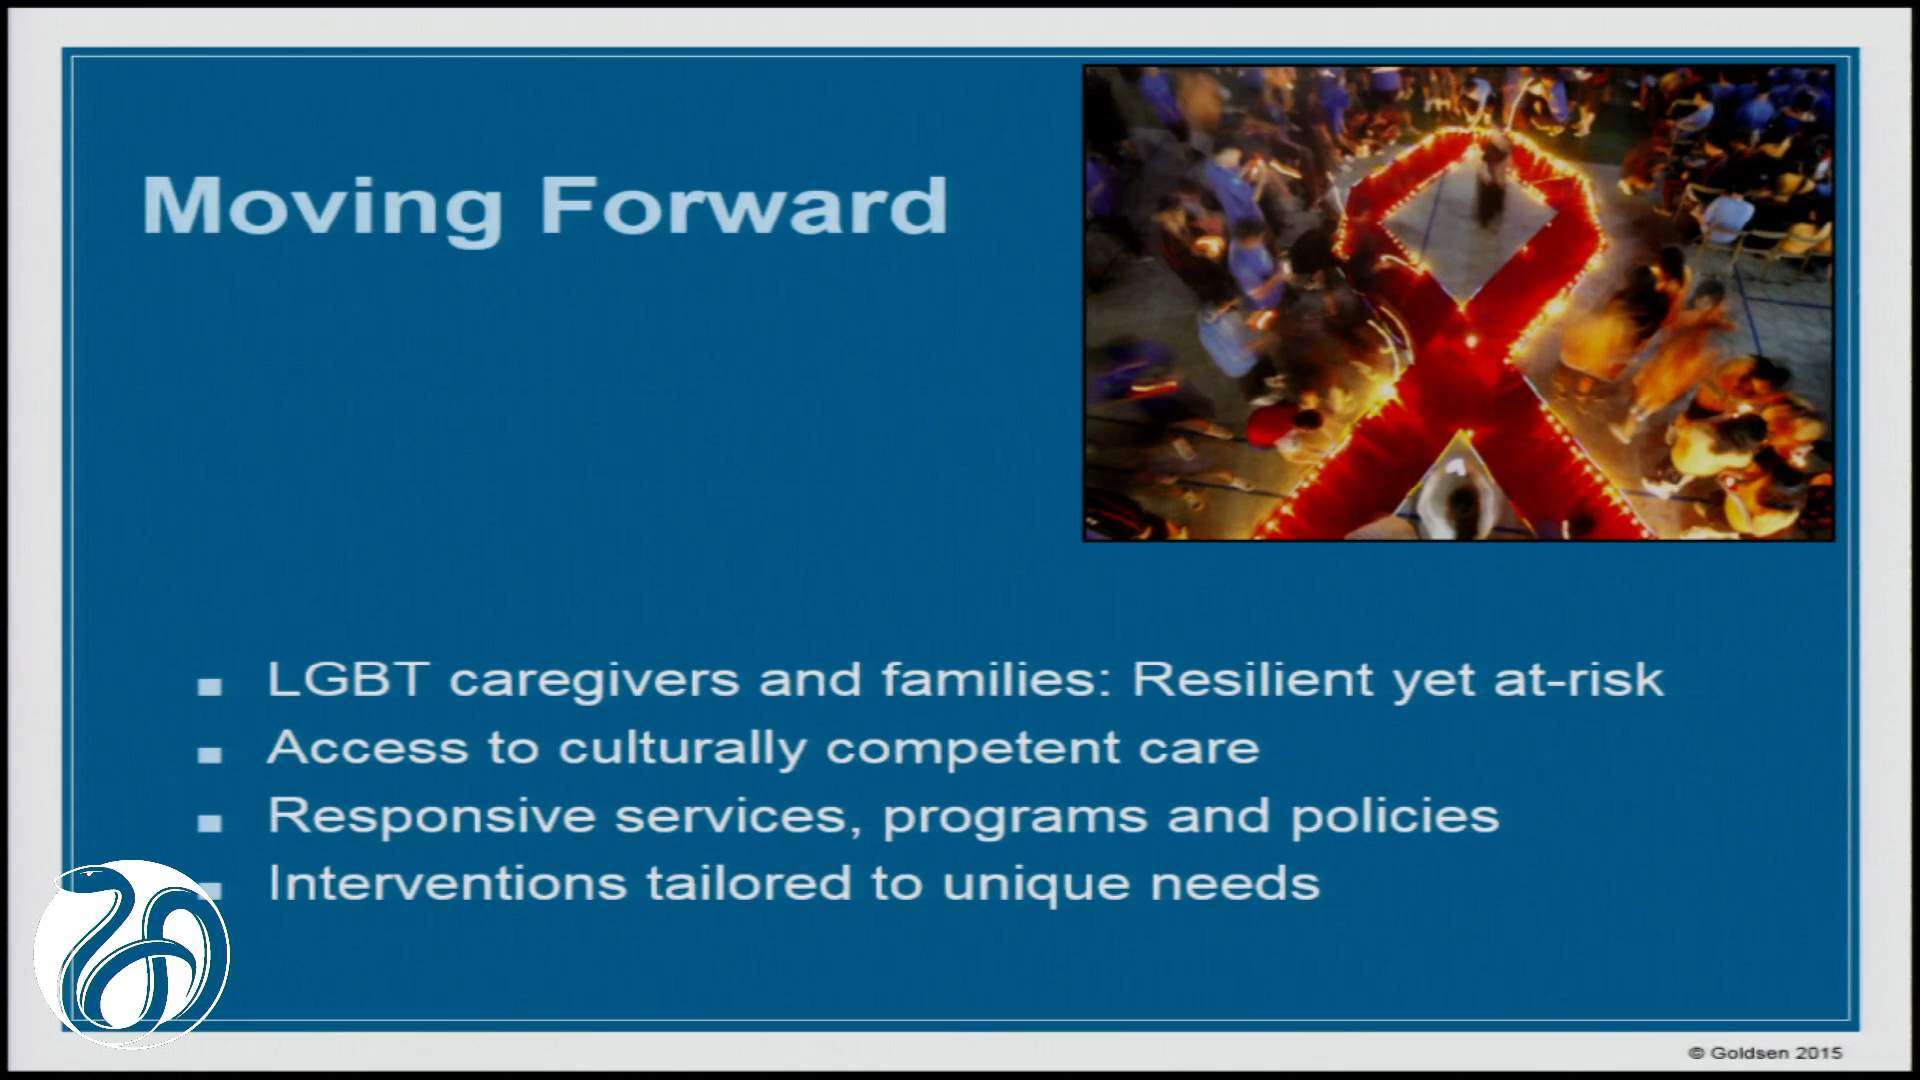 Moving Forward
LGBT caregivers and families: Resilient yet at-risk
Access to culturally competent care
Responsive services, programs and policies
Interventions tailored to unique needs
© Goldsen 2015